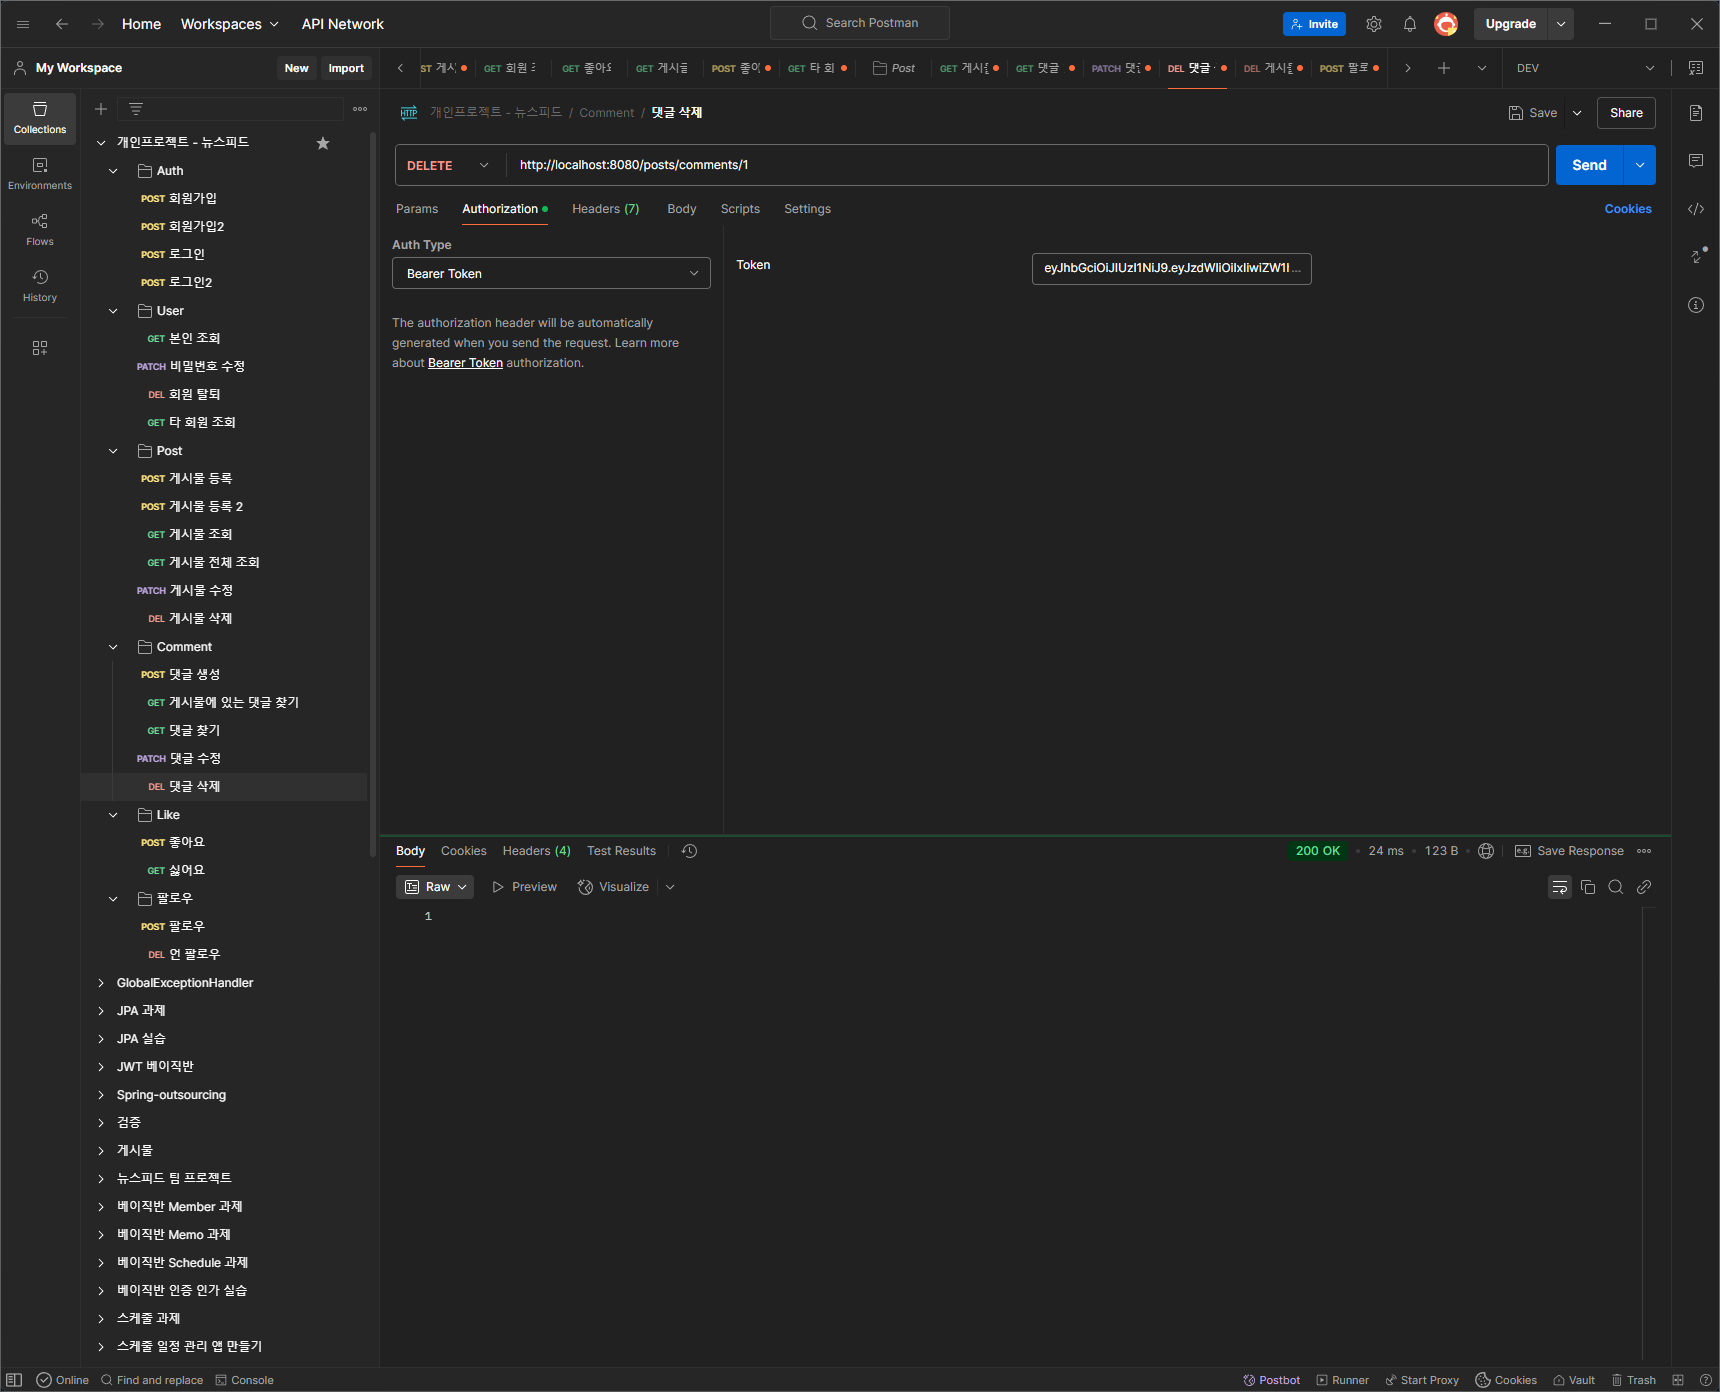 Home Workspaces API Network Search Postman Invite Upgrade
My Workspace New Import
ST 게시 GET 회원 GET 좋아요 GET 게시글 POST 좋아 GET 타 회 Post GET 게시 GET 댓글 PATCH 댓 DEL 댓글 DEL 게시 POST 팔로 DEV
Collections
Environments
Flows
History
개인프로젝트 - 뉴스피드
Auth
POST 회원가입
POST 회원가입2
POST 로그인
POST 로그인2
User
GET 본인 조회
PATCH 비밀번호 수정
DEL 회원 탈퇴
GET 타 회원 조회
Post
POST 게시물 등록
POST 게시물 등록 2
GET 게시물 조회
GET 게시물 전체 조회
PATCH 게시물 수정
DEL 게시물 삭제
Comment
POST 댓글 생성
GET 게시물에 있는 댓글 찾기
GET 댓글 찾기
PATCH 댓글 수정
DEL 댓글 삭제
Like
POST 좋아요
GET 싫어요
팔로우
POST 팔로우
DEL 언 팔로우
GlobalExceptionHandler
JPA 과제
JPA 실습
JWT 베이직반
Spring-outsourcing
검증
게시물
뉴스피드 팀 프로젝트
베이직반 Member 과제
베이직반 Memo 과제
베이직반 Schedule 과제
베이직반 인증 인가 실습
스케줄 과제
스케줄 일정 관리 앱 만들기
HTTP 개인프로젝트 - 뉴스피드 / Comment / 댓글 삭제 Save Share
DELETE http://localhost:8080/posts/comments/1 Send
Params Authorization Headers (7) Body Scripts Settings Cookies
Auth Type
Bearer Token
Token eyJhbGciOiJIUzI1NiJ9.eyJzdWIiOiIxIiwiZW1l ...
The authorization header will be automatically
generated when you send the request. Learn more
about Bearer Token authorization.
Body Cookies Headers (4) Test Results 200 OK • 24 ms • 123 B • e.g. Save Response
Raw Preview Visualize
1
Online Find and replace Console Postbot Runner Start Proxy Cookies Vault Trash